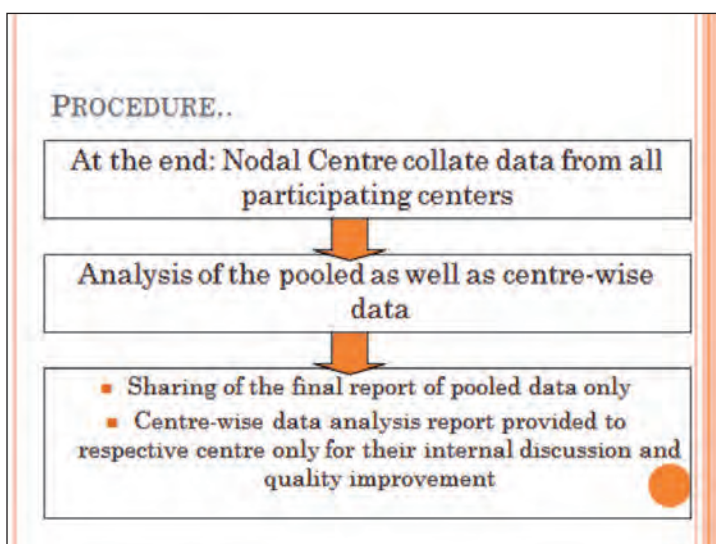 PROCEDURE..
At the end: Nodal Centre collate data from all
participating centers
Analysis of the pooled as well as centre-wise
data
▪ Sharing of the final report of pooled data only
▪ Centre-wise data analysis report provided to
respective centre only for their internal discussion and
quality improvement